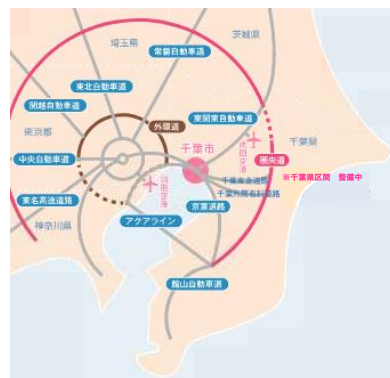 茨城県
埼玉県
常磐自動車道
東北自動車道
関越自動車道
外環道
東関東自動車道
東京都
千葉市
成田空港
千葉県
中央自動車道
圏央道
羽田空港
千葉東金道路
※千葉県区間　整備中
東名高速道路
京葉道路
千葉外房有料道路
アクアライン
神奈川県
館山自動車道